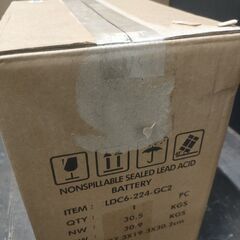 NONSPILLABLE SEALED LEAD ACID
BATTERY
ITEM: LDC6-224-GC2
QTY 1 PC
NW: 30.5 KGS
30.9 KGS